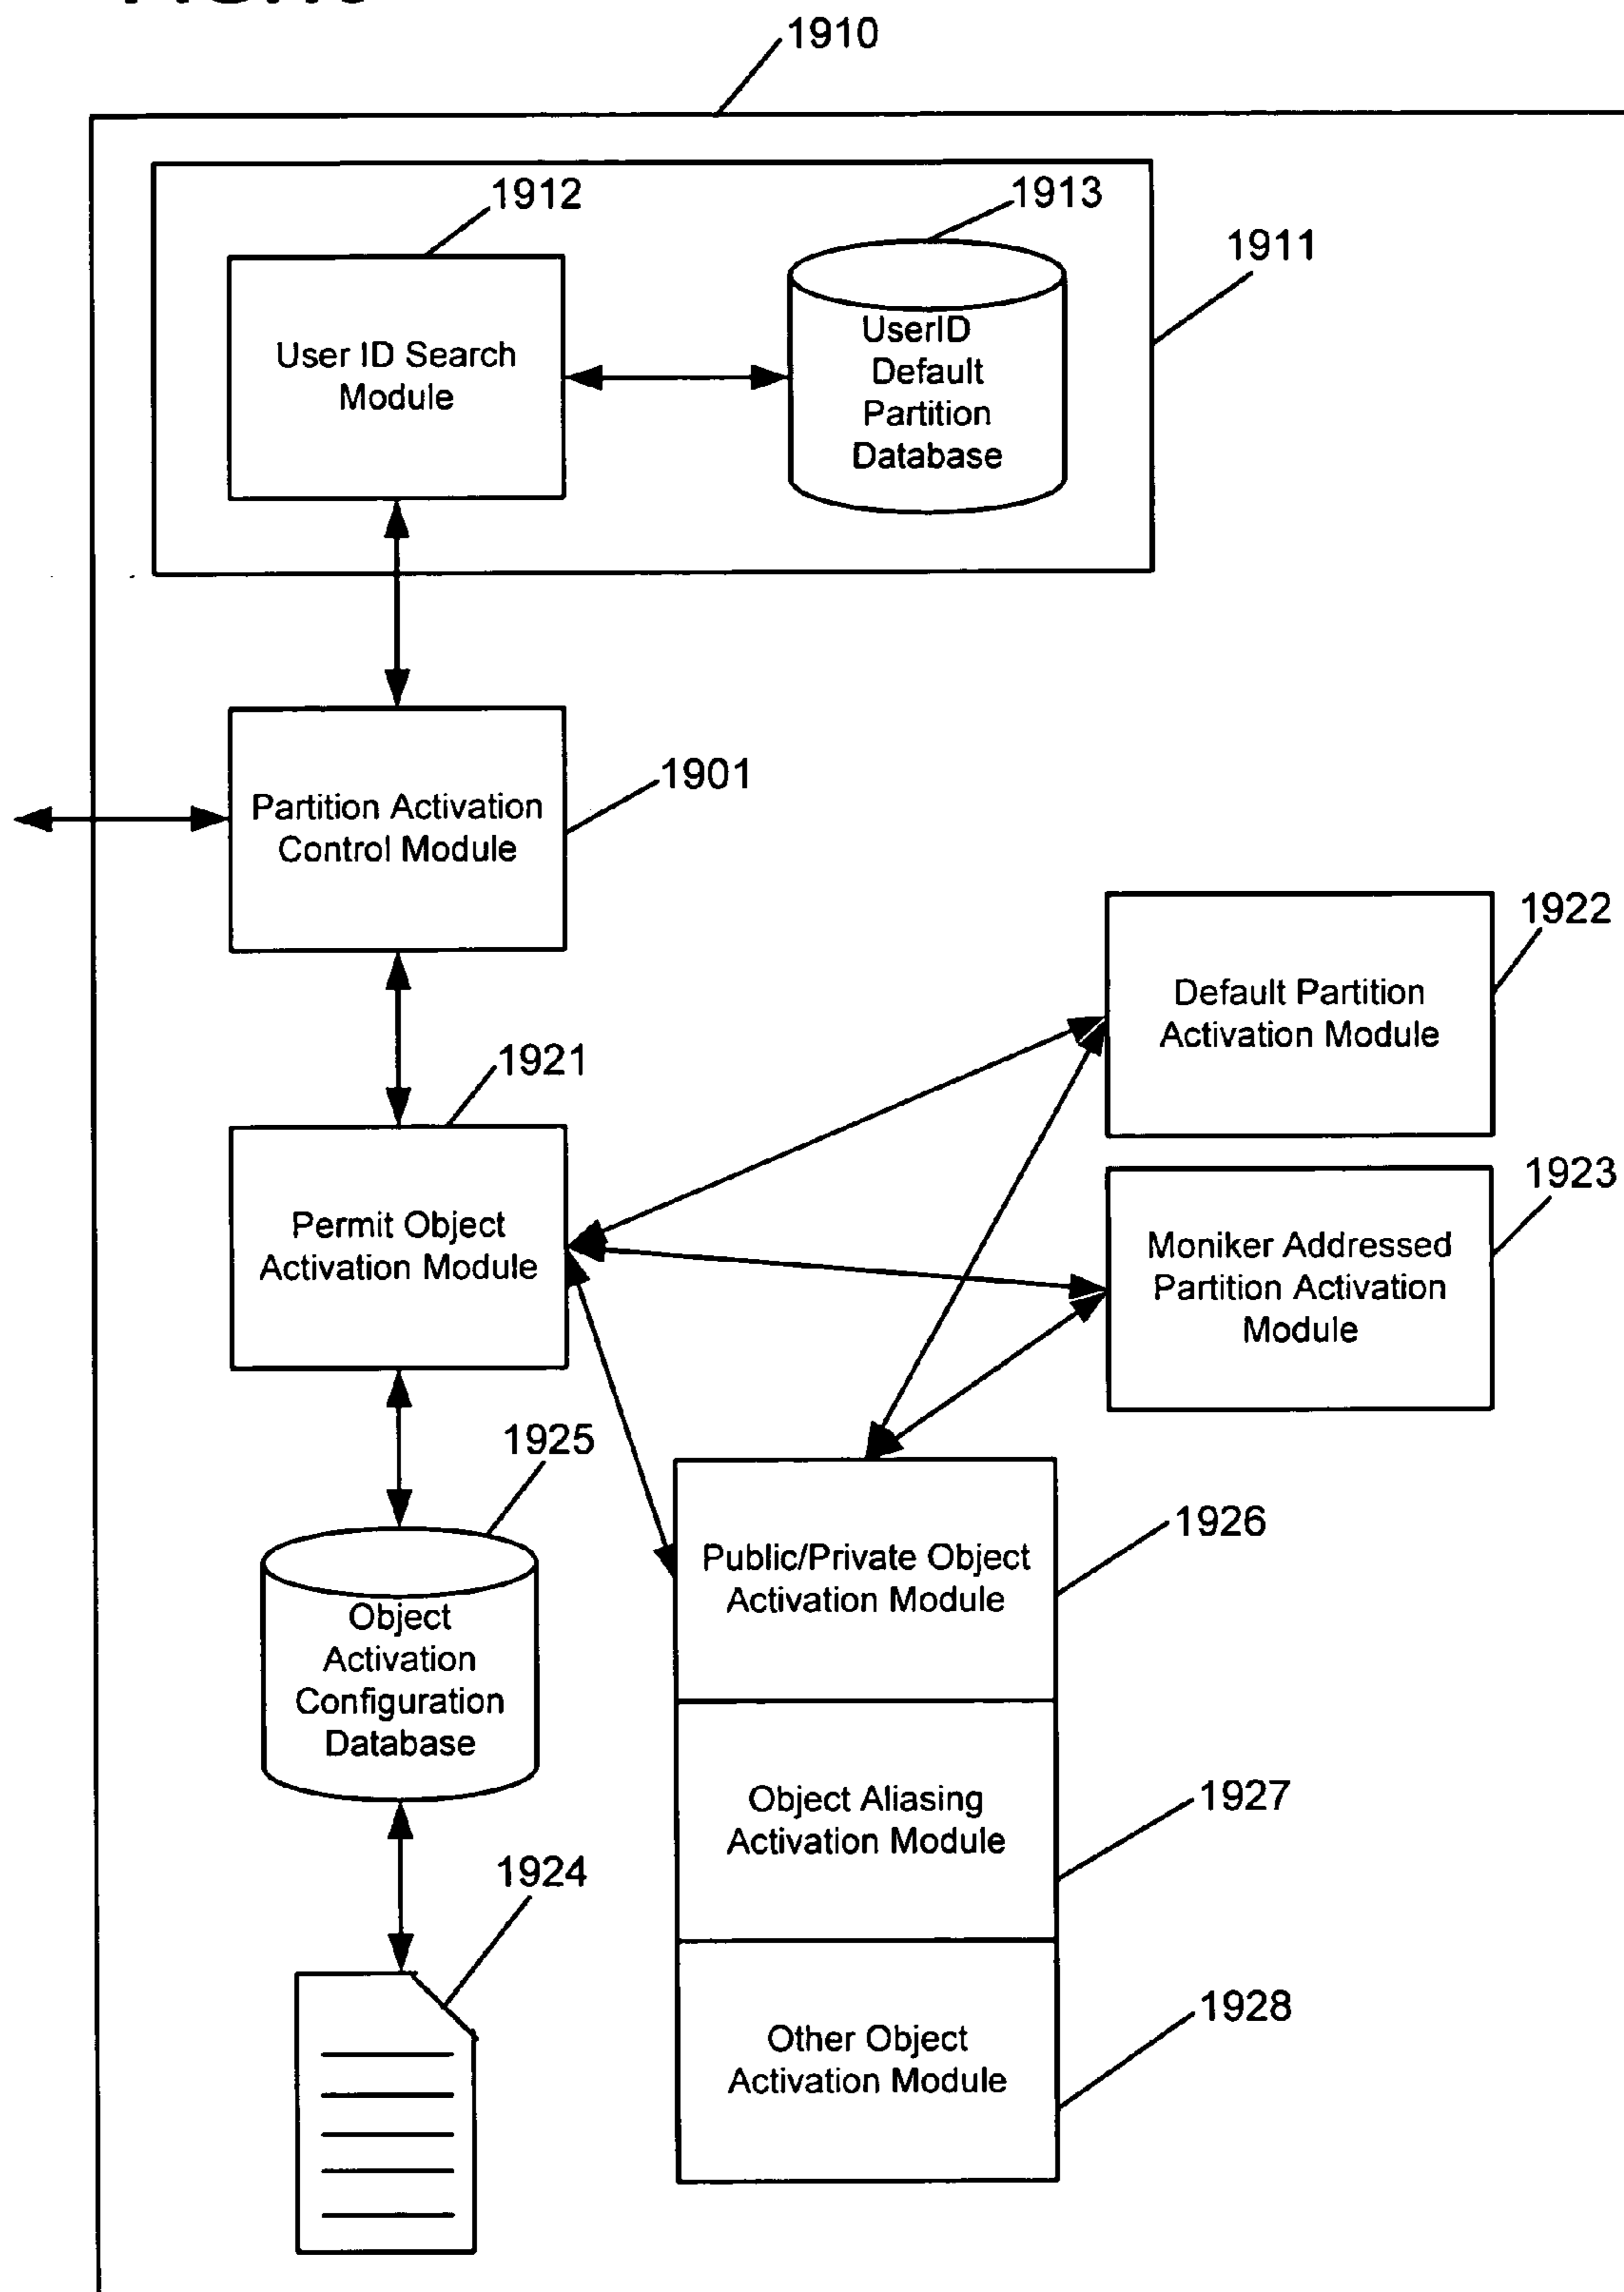 1910
1912
1913
1911
User ID Search
Module
UserID
Default
Partition
Database
1901
Partition Activation
Control Module
1922
Default Partition
Activation Module
1921
Permit Object
Activation Module
1923
Moniker Addressed
Partition Activation
Module
1925
Object
Activation
Configuration
Database
1926
Public/Private Object
Activation Module
1927
Object Aliasing
Activation Module
1924
1928
Other Object
Activation Module